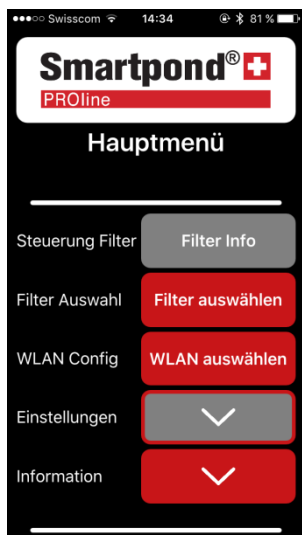 Swisscom 14:34 81 %
Smartpond®
PROline
Hauptmenü
Steuerung Filter Filter Info
Filter Auswahl Filter auswählen
WLAN Config WLAN auswählen
Einstellungen
Information